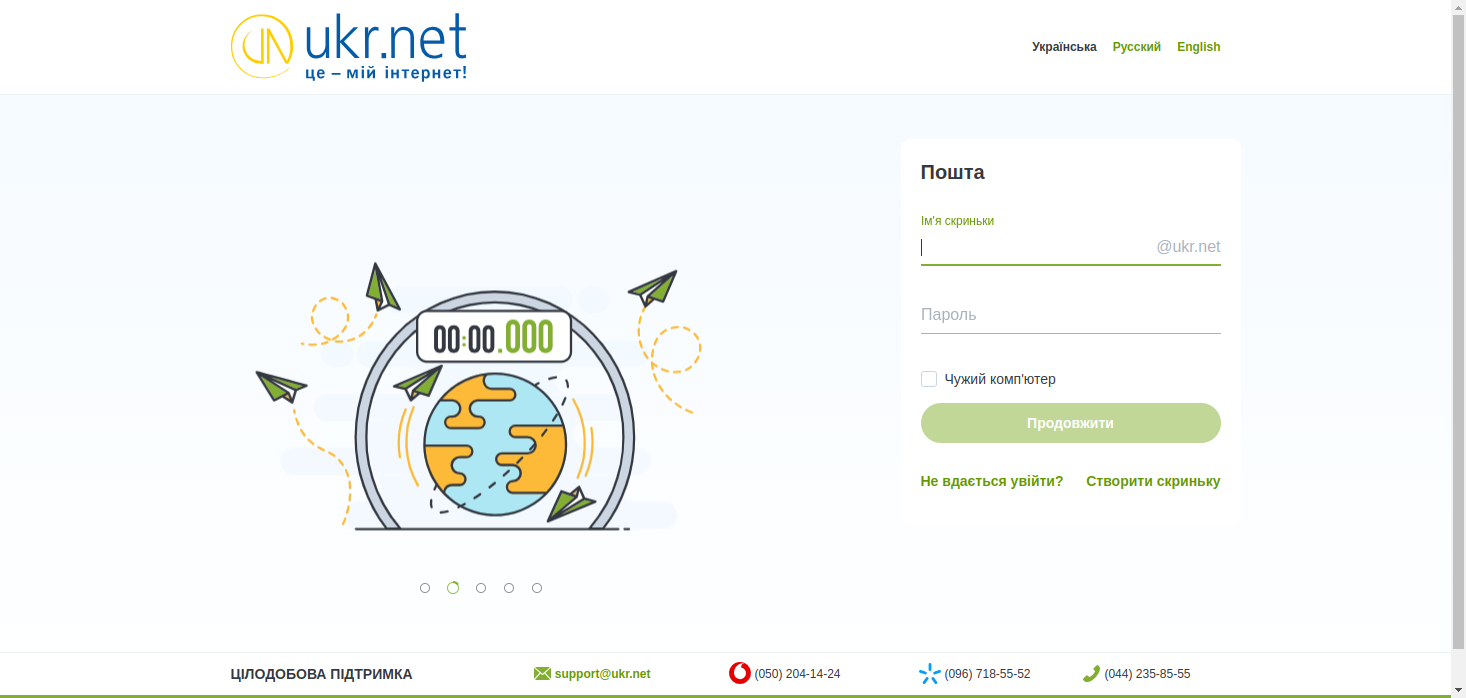 ukr.net
це – мій інтернет!
Українська Русский English
Пошта
Ім'я скриньки
@ukr.net
00:00.000
Пароль
Чужий комп'ютер
Продовжити
Не вдається увійти? Створити скриньку
ЦІЛОДОБОВА ПІДТРИМКА support@ukr.net (050) 204-14-24 (096) 718-55-52 (044) 235-85-55